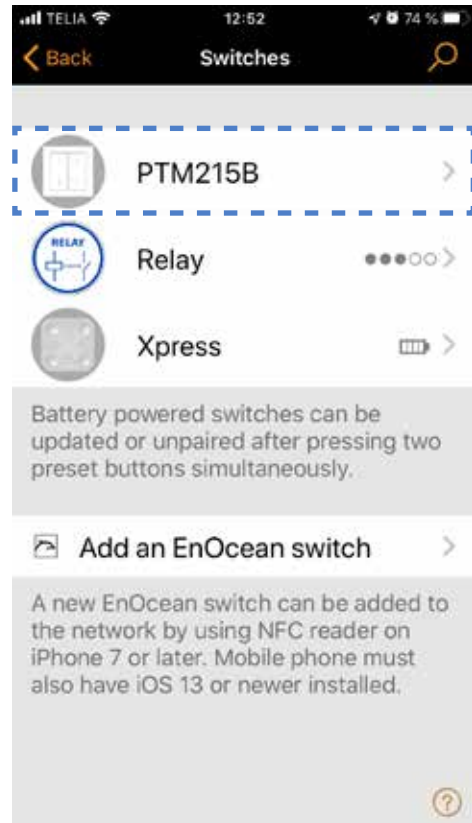 TELIA 12:52 74 %
Back Switches
PTM215B
RELAY
Relay
Xpress
Battery powered switches can be
updated or unpaired after pressing two
preset buttons simultaneously.
Add an EnOcean switch
A new EnOcean switch can be added to
the network by using NFC reader on
iPhone 7 or later. Mobile phone must
also have iOS 13 or newer installed.
?